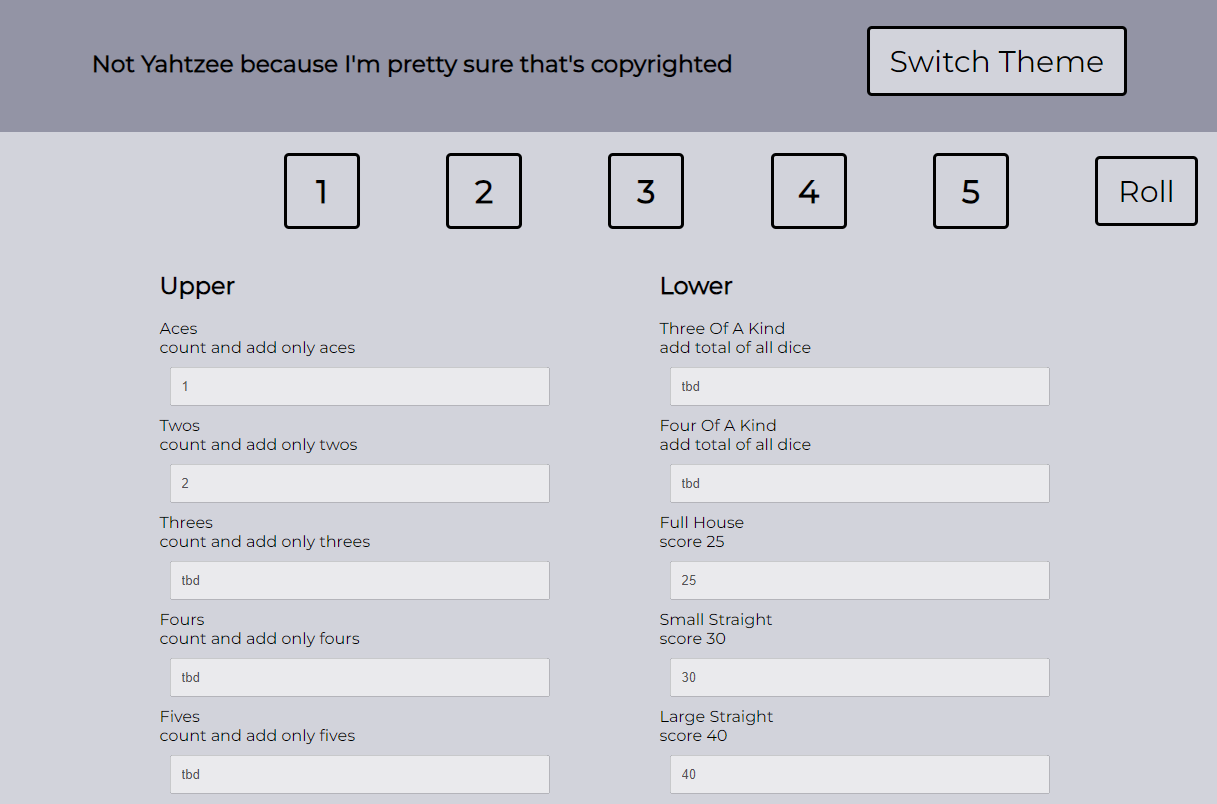 Not Yahtzee because I'm pretty sure that's copyrighted
Switch Theme
1
2
3
4
5
Roll
Upper
Aces
count and add only aces
1
Twos
count and add only twos
2
Threes
count and add only threes
tbd
Fours
count and add only fours
tbd
Fives
count and add only fives
tbd
Lower
Three Of A Kind
add total of all dice
tbd
Four Of A Kind
add total of all dice
tbd
Full House
score 25
25
Small Straight
score 30
30
Large Straight
score 40
40